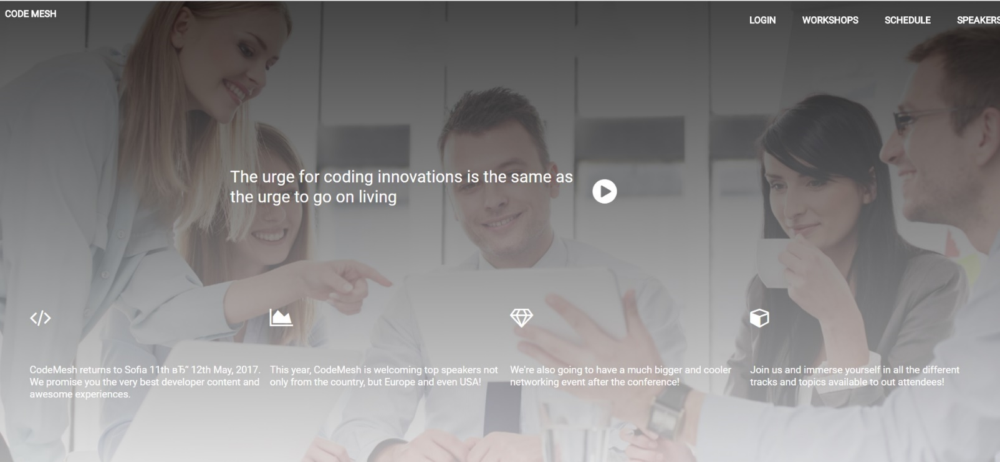 CODE MESH
LOGIN WORKSHOPS SCHEDULE SPEAKERS
The urge for coding innovations is the same as
the urge to go on living
CodeMesh returns to Sofia 11th вЂ“ 12th May, 2017.
We promise you the very best developer content and
awesome experiences.
This year, CodeMesh is welcoming top speakers not
only from the country, but Europe and even USA!
We're also going to have a much bigger and cooler
networking event after the conference!
Join us and immerse yourself in all the different
tracks and topics available to out attendees!